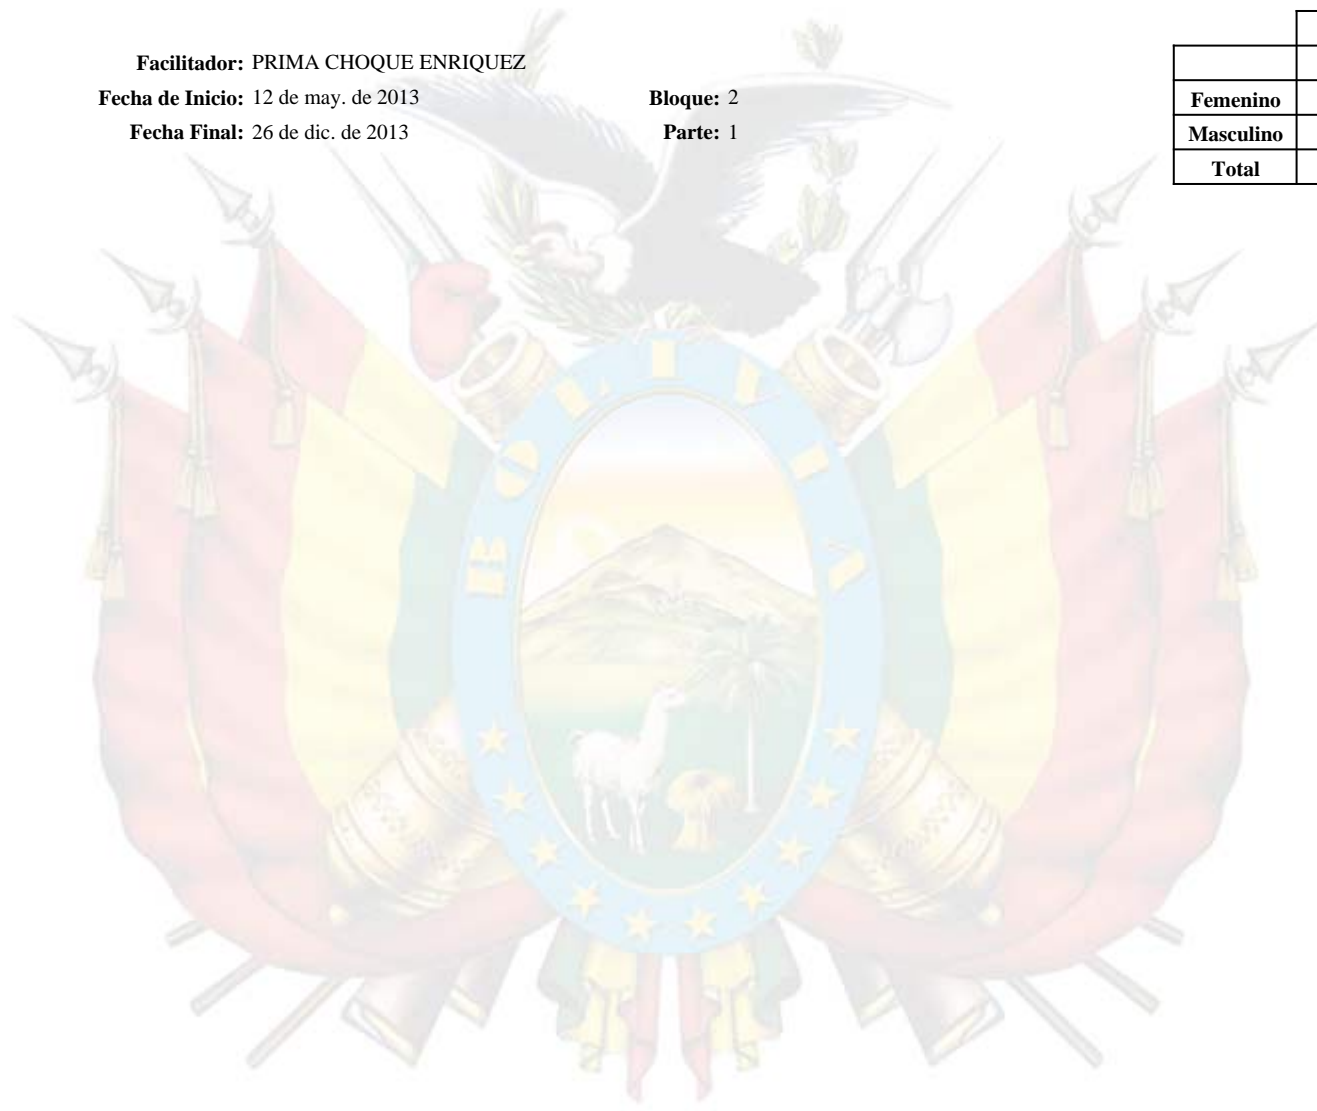 Facilitador: PRIMA CHOQUE ENRIQUEZ
Fecha de Inicio: 12 de may. de 2013 Bloque: 2
Fecha Final: 26 de dic. de 2013 Parte: 1
Femenino
Masculino
Total
BOLIVIA